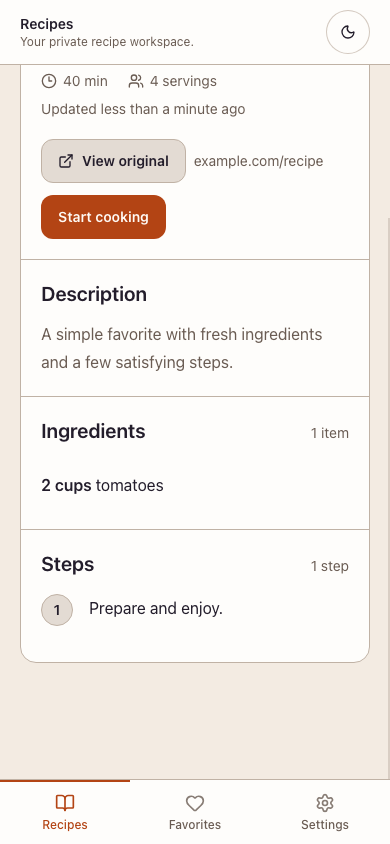 Recipes
Your private recipe workspace.
40 min
4 servings
Updated less than a minute ago
View original
example.com/recipe
Start cooking
Description
A simple favorite with fresh ingredients
and a few satisfying steps.
Ingredients
1 item
2 cups tomatoes
Steps
1 step
1 Prepare and enjoy.
Recipes
Favorites
Settings